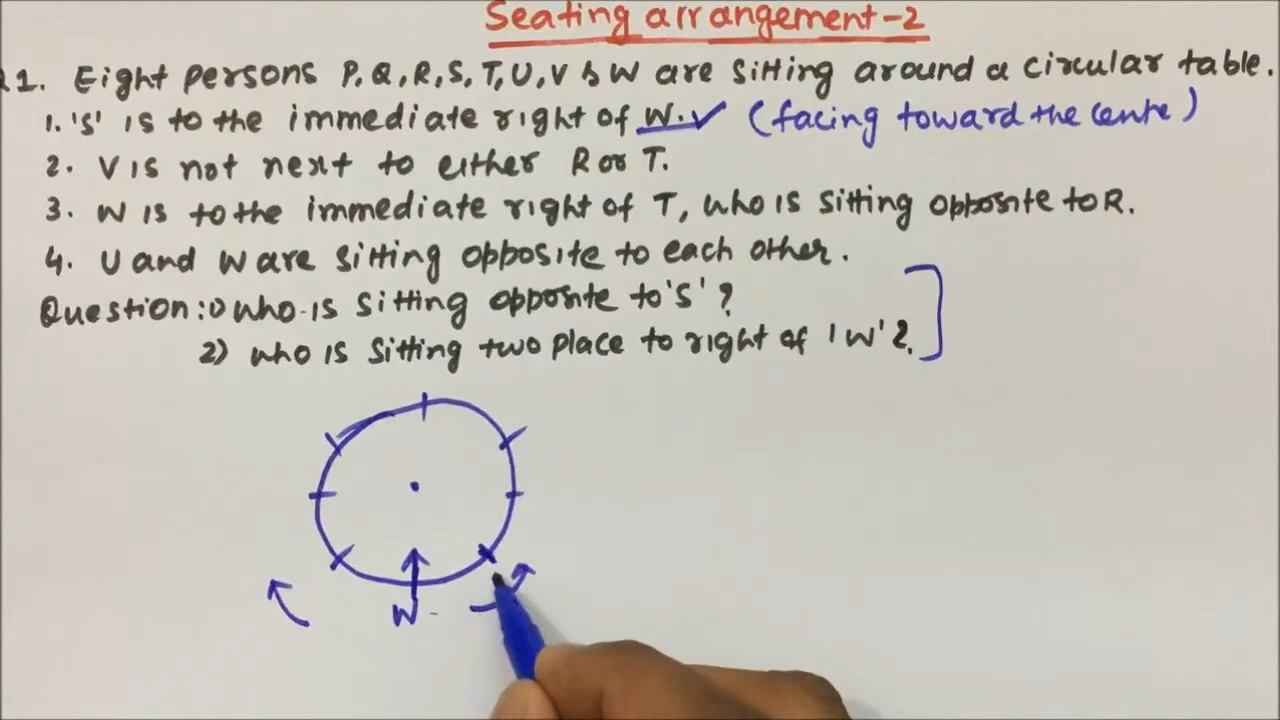 Seating arrangement-2
Q1. Eight persons P, Q, R, S, T, U, V & W are sitting around a circular table.
1. 'S' is to the immediate right of W. ✓ (facing toward the cente)
2. V is not next to either R or T.
3. W is to the immediate right of T, who is sitting opposite to R.
4. U and W are sitting opposite to each other.
Question: 1) who is sitting opposite to 'S' ?
2) who is sitting two place to right of 'W' ?
W